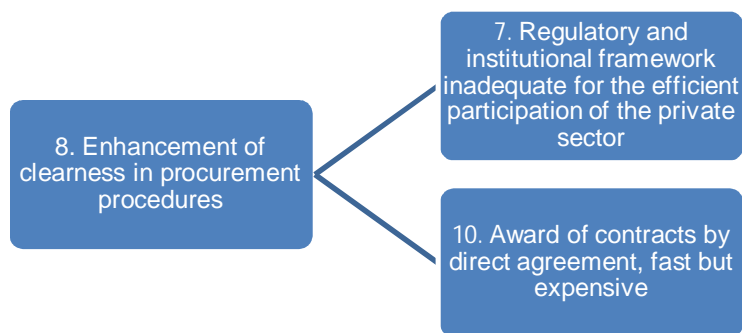 8. Enhancement of
clearness in procurement
procedures
7. Regulatory and
institutional framework
inadequate for the efficient
participation of the private
sector
10. Award of contracts by
direct agreement, fast but
expensive